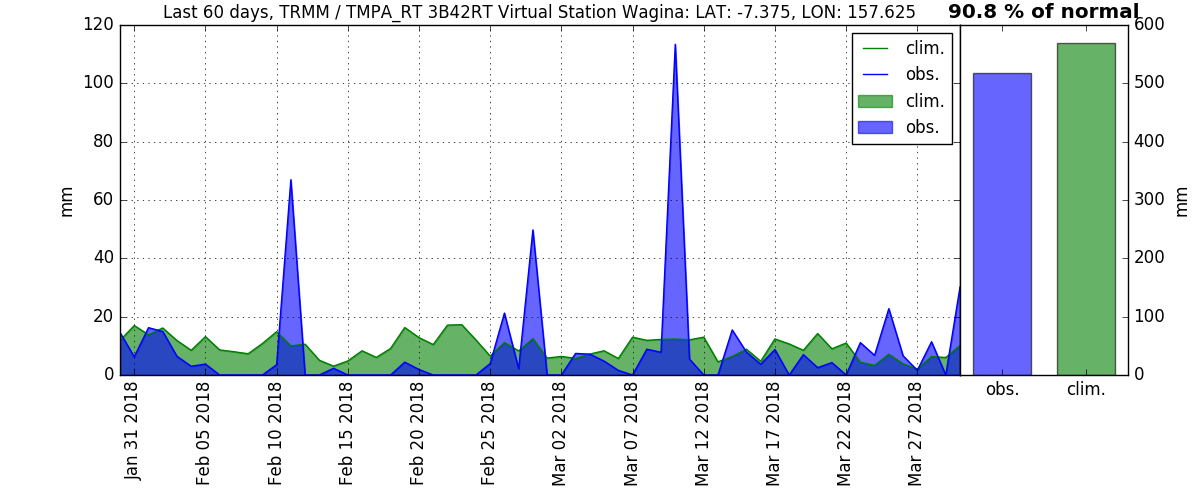 Last 60 days, TRMM / TMPA_RT 3B42RT Virtual Station Wagina: LAT: -7.375, LON: 157.625
90.8 % of normal
120
100
80
60
40
20
0
mm
clim.
obs.
clim.
obs.
600
500
400
300
200
100
0
mm
Jan 31 2018
Feb 05 2018
Feb 10 2018
Feb 15 2018
Feb 20 2018
Feb 25 2018
Mar 02 2018
Mar 07 2018
Mar 12 2018
Mar 17 2018
Mar 22 2018
Mar 27 2018
obs.
clim.